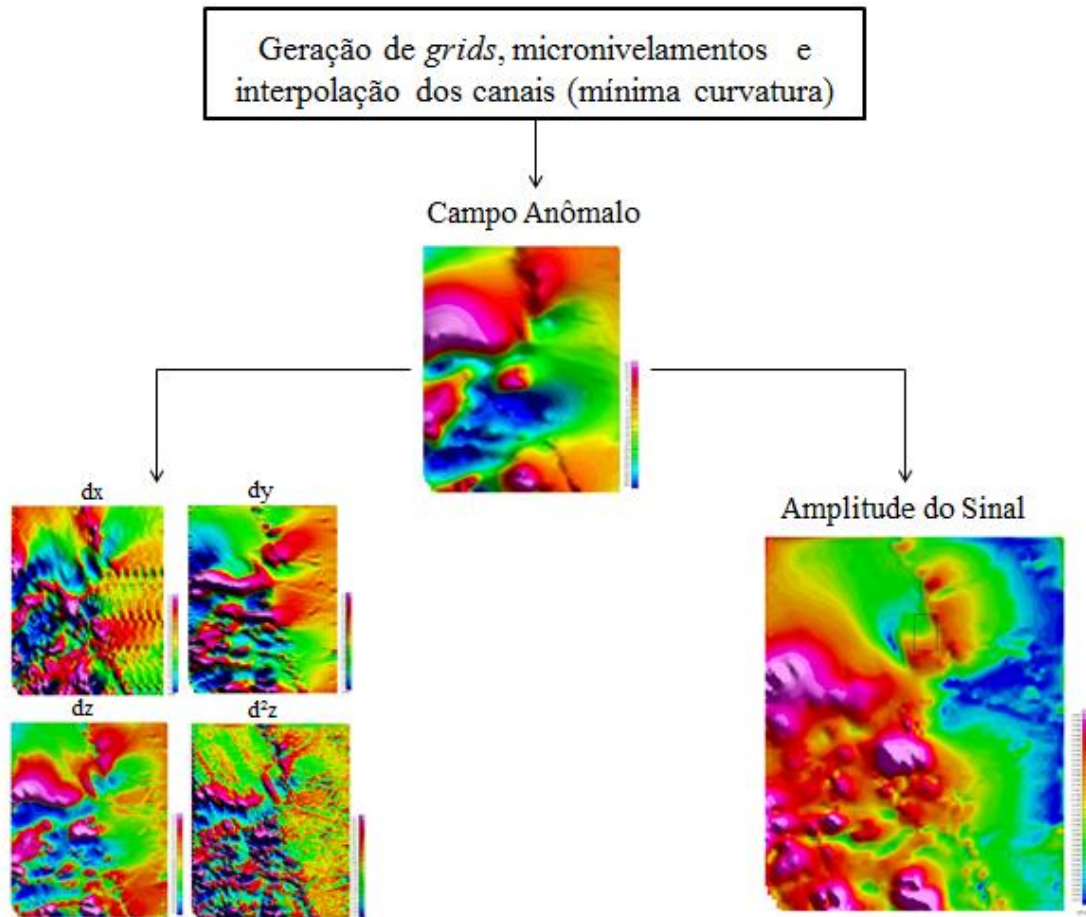 Geração de grids, micronivelamentos e
interpolação dos canais (mínima curvatura)
Campo Anômalo
dx
dy
Amplitude do Sinal
dz
d²z